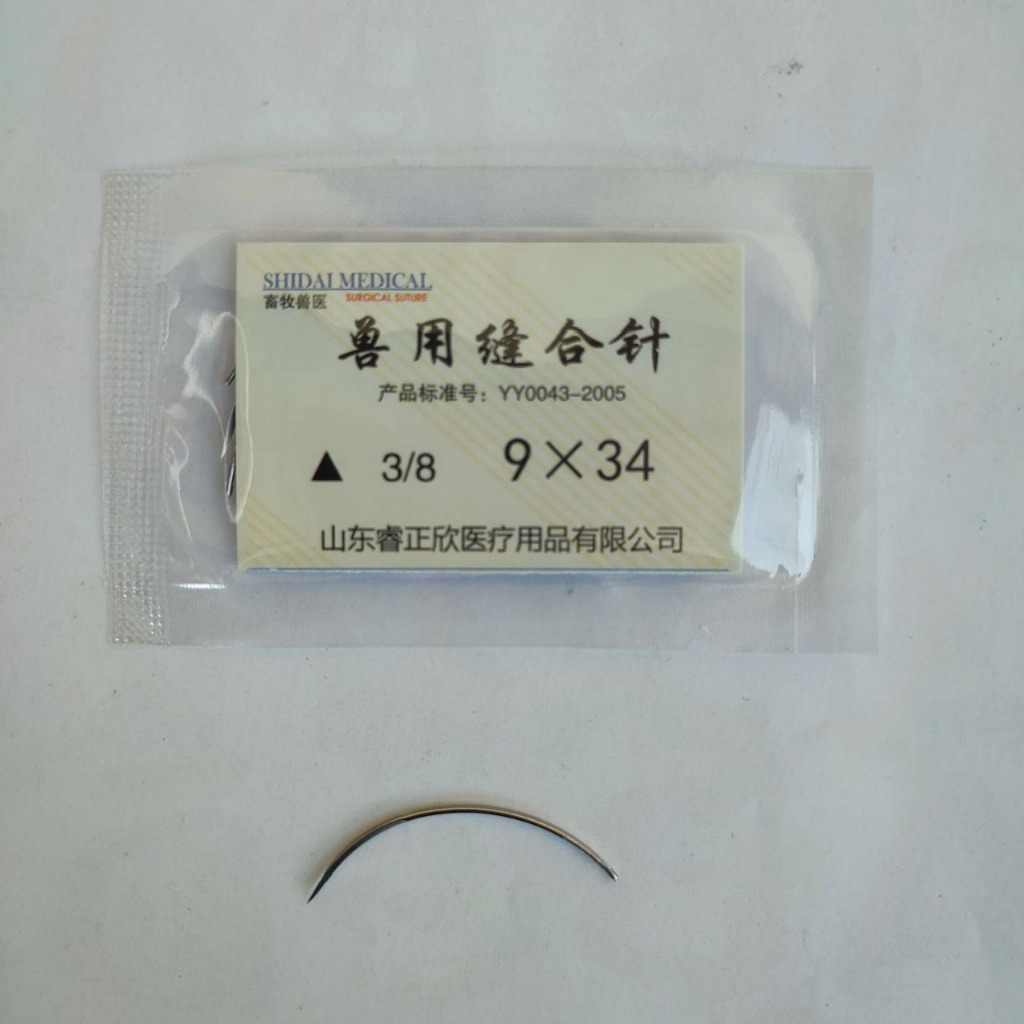 SHIDAI MEDICAL
畜牧兽医 SURGICAL SUTURE
兽用缝合针
产品标准号：YY0043-2005
▲ 3/8 9×34
山东睿正欣医疗用品有限公司